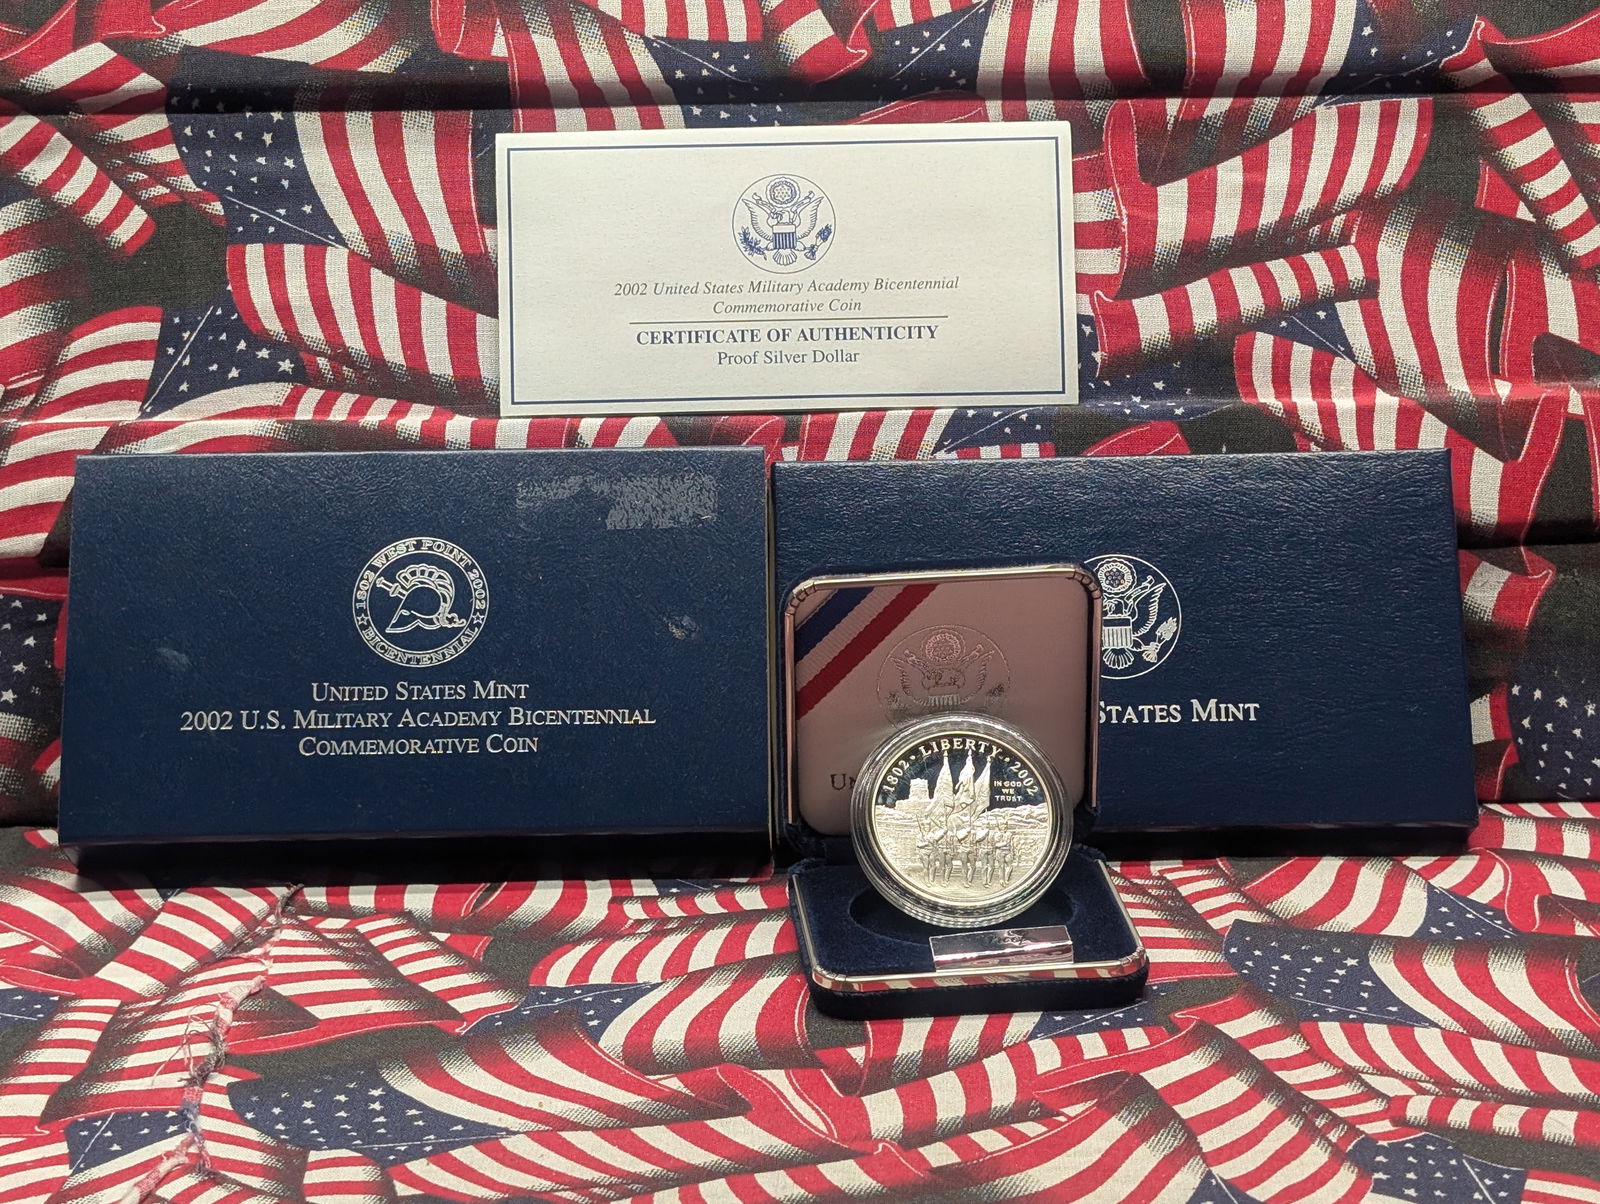 2002 United States Military Academy Bicentennial
Commemorative Coin
CERTIFICATE OF AUTHENTICITY
Proof Silver Dollar
1802 WEST POINT 2002
BICENTENNIAL
UNITED STATES MINT
2002 U.S. MILITARY ACADEMY BICENTENNIAL
COMMEMORATIVE COIN
STATES MINT
UN
1802 • LIBERTY • 2002
IN GOD
WE
TRUST